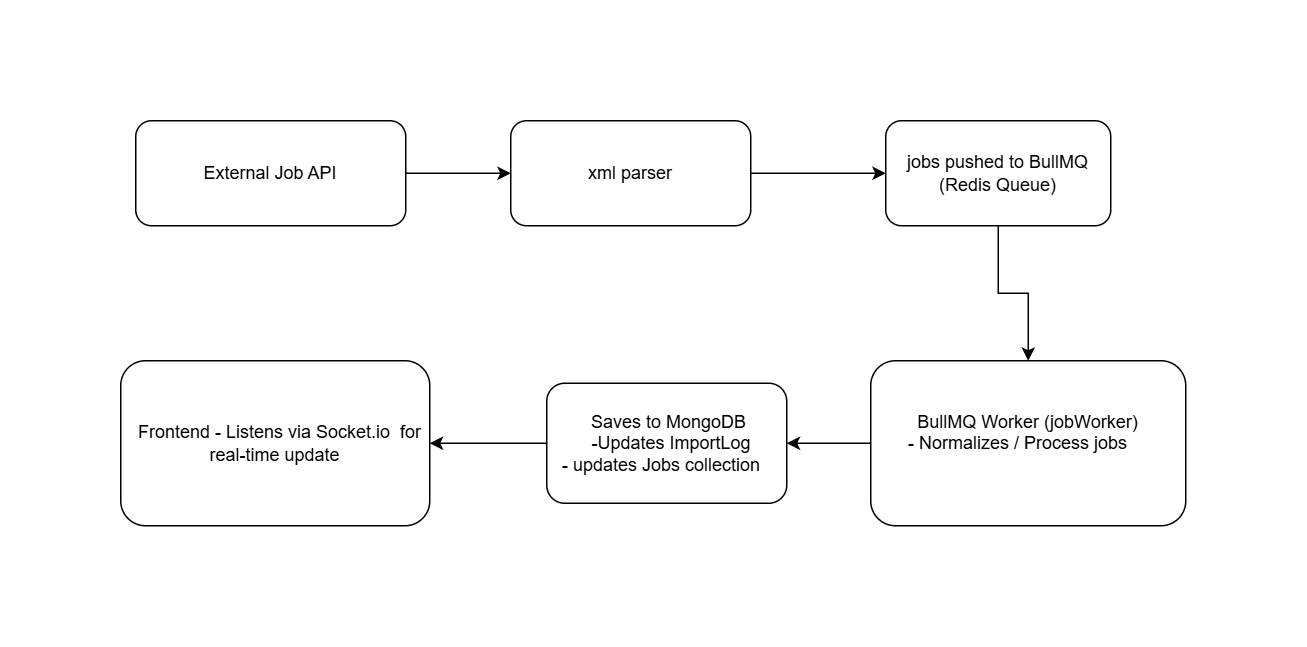 External Job API
xml parser
jobs pushed to BullMQ
(Redis Queue)
Frontend - Listens via Socket.io  for
real-time update
Saves to MongoDB
-Updates ImportLog
- updates Jobs collection
BullMQ Worker (jobWorker)
- Normalizes / Process jobs